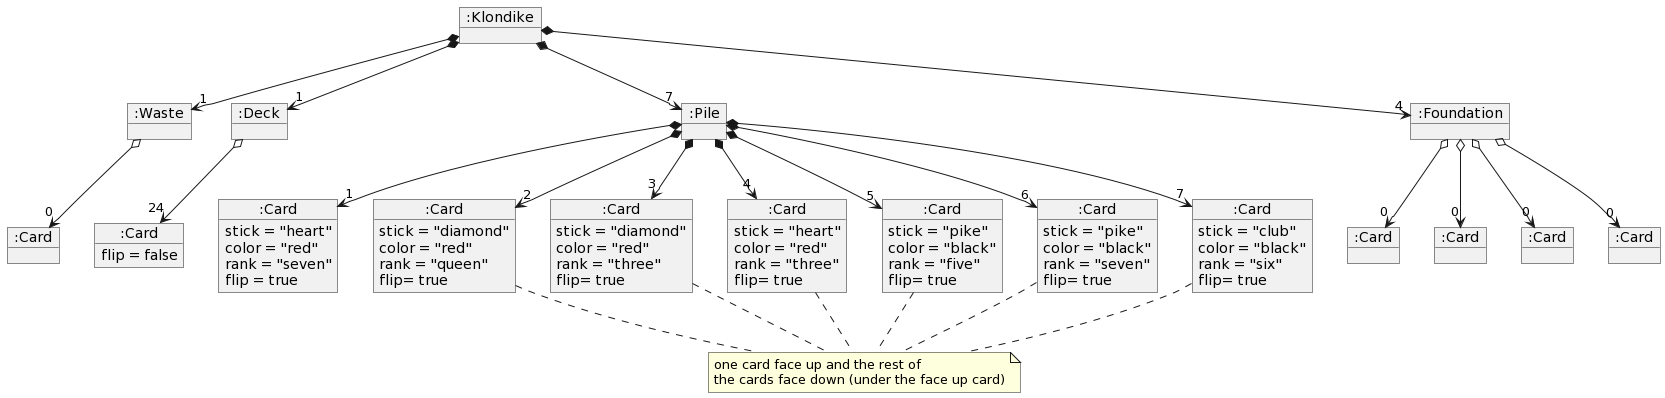 :Klondike
1
1
7
4
:Waste
:Deck
:Pile
:Foundation
0
24
1
2
3
4
5
6
7
0
0
0
0
:Card
:Card
flip = false
:Card
stick = "heart"
color = "red"
rank = "seven"
flip = true
:Card
stick = "diamond"
color = "red"
rank = "queen"
flip= true
:Card
stick = "diamond"
color = "red"
rank = "three"
flip= true
:Card
stick = "heart"
color = "red"
rank = "three"
flip= true
:Card
stick = "pike"
color = "black"
rank = "five"
flip= true
:Card
stick = "pike"
color = "black"
rank = "seven"
flip= true
:Card
stick = "club"
color = "black"
rank = "six"
flip= true
:Card
:Card
:Card
:Card
one card face up and the rest of
the cards face down (under the face up card)